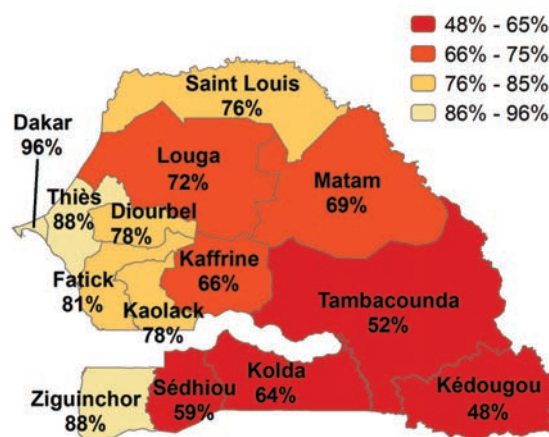 48% - 65%
66% - 75%
76% - 85%
86% - 96%
Saint Louis
76%
Dakar
96%
Louga
72%
Matam
69%
Thiès
88%
Diourbel
78%
Kaffrine
66%
Fatick
81%
Kaolack
78%
Tambacounda
52%
Ziguinchor
88%
Sédhiou
59%
Kolda
64%
Kédougou
48%